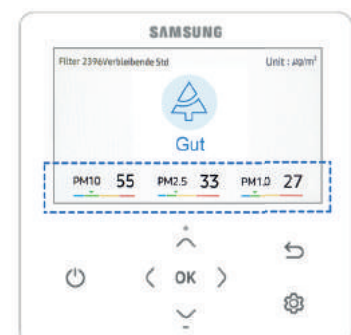 SAMSUNG
Filter 2396Verbleibende Std Unit : µg/m³
Gut
PM10 55 PM2.5 33 PM1.0 27
OK